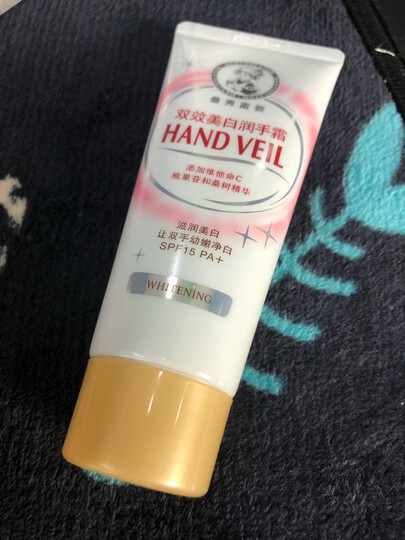 曼秀雷敦
双效美白润手霜
HAND VEIL
添加维他命C
熊果苷和桑树精华
滋润美白
让双手幼嫩净白
SPF15 PA+
WHITENING